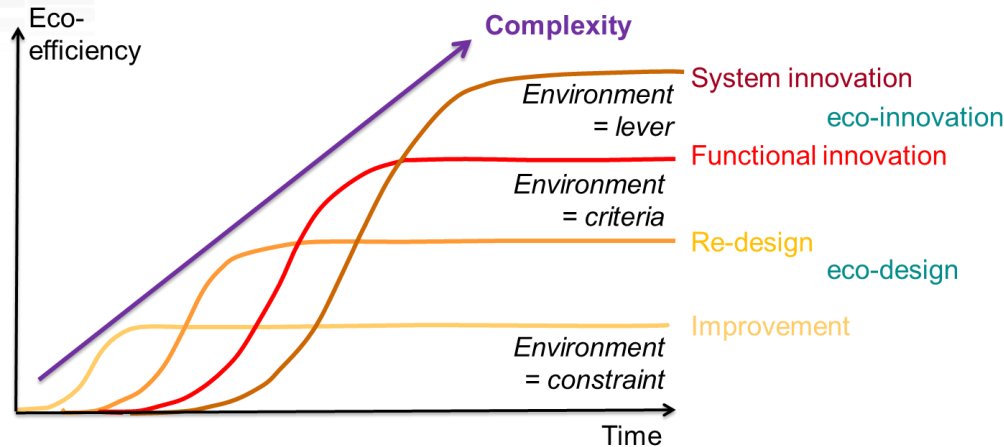 Eco-
efficiency
Complexity
Environment
= lever
System innovation
eco-innovation
Functional innovation
Environment
= criteria
Re-design
eco-design
Improvement
Environment
= constraint
Time